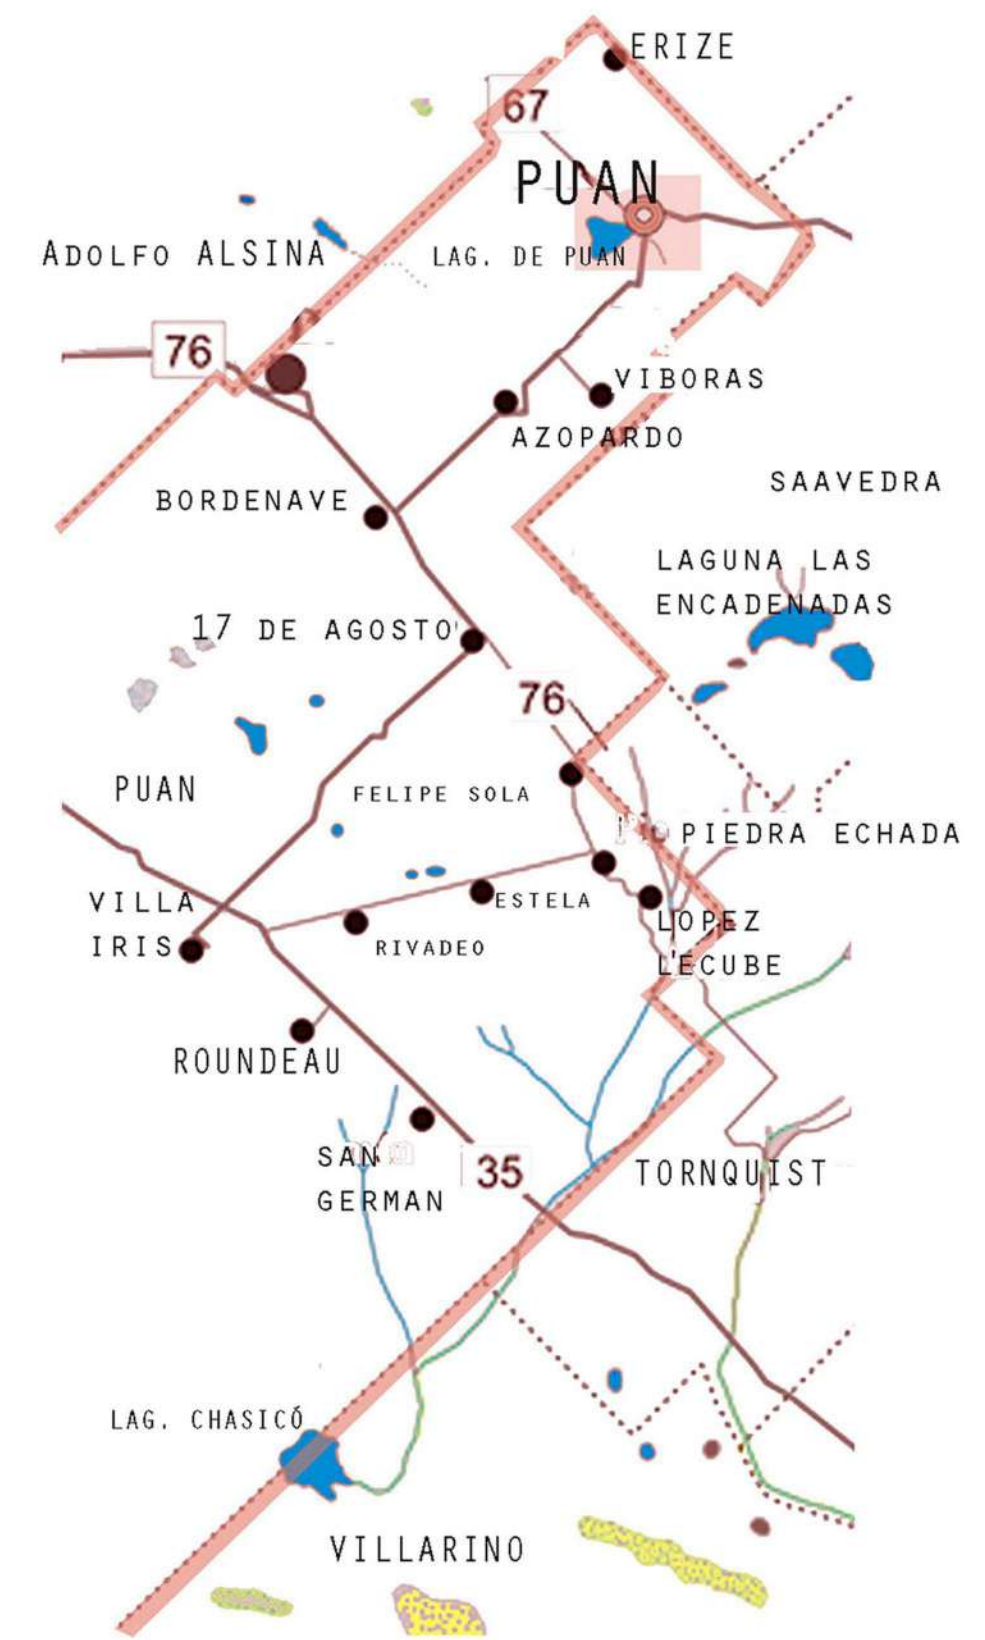 ERIZE
67
PUAN
ADOLFO ALSINA
LAG. DE PUAN
76
VIBORAS
AZOPARDO
SAAVEDRA
BORDENAVE
LAGUNA LAS
ENCADENADAS
17 DE AGOSTO
76
PUAN
FELIPE SOLA
PIEDRA ECHADA
VILLA
IRIS
ESTELA
LOPEZ
LECUBE
RIVADEO
ROUNDEAU
SAN
GERMAN
35
TORNQUIST
LAG. CHASICÓ
VILLARINO